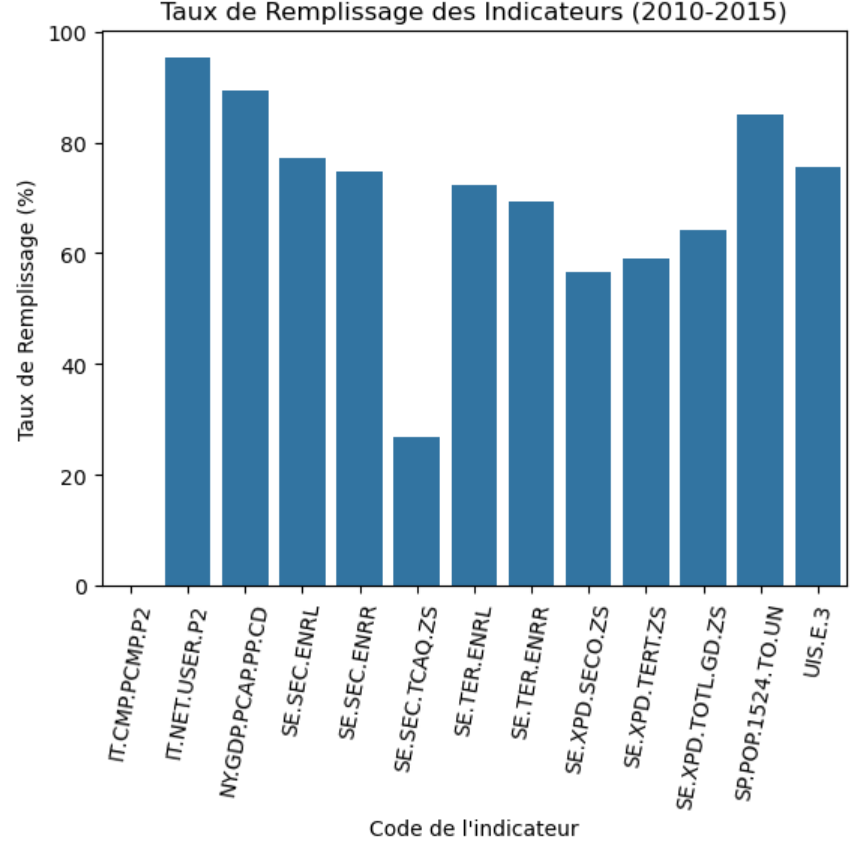 Taux de Remplissage des Indicateurs (2010-2015)
Taux de Remplissage (%)
100
80
60
40
20
0
IT.CMP.PCMP.P2
IT.NET.USER.P2
NY.GDP.PCAP.PP.CD
SE.SEC.ENRL
SE.SEC.ENRR
SE.SEC.TCAQ.ZS
SE.TER.ENRL
SE.TER.ENRR
SE.XPD.SECO.ZS
SE.XPD.TERT.ZS
SE.XPD.TOTL.GD.ZS
SP.POP.1524.TO.UN
UIS.E.3
Code de l'indicateur